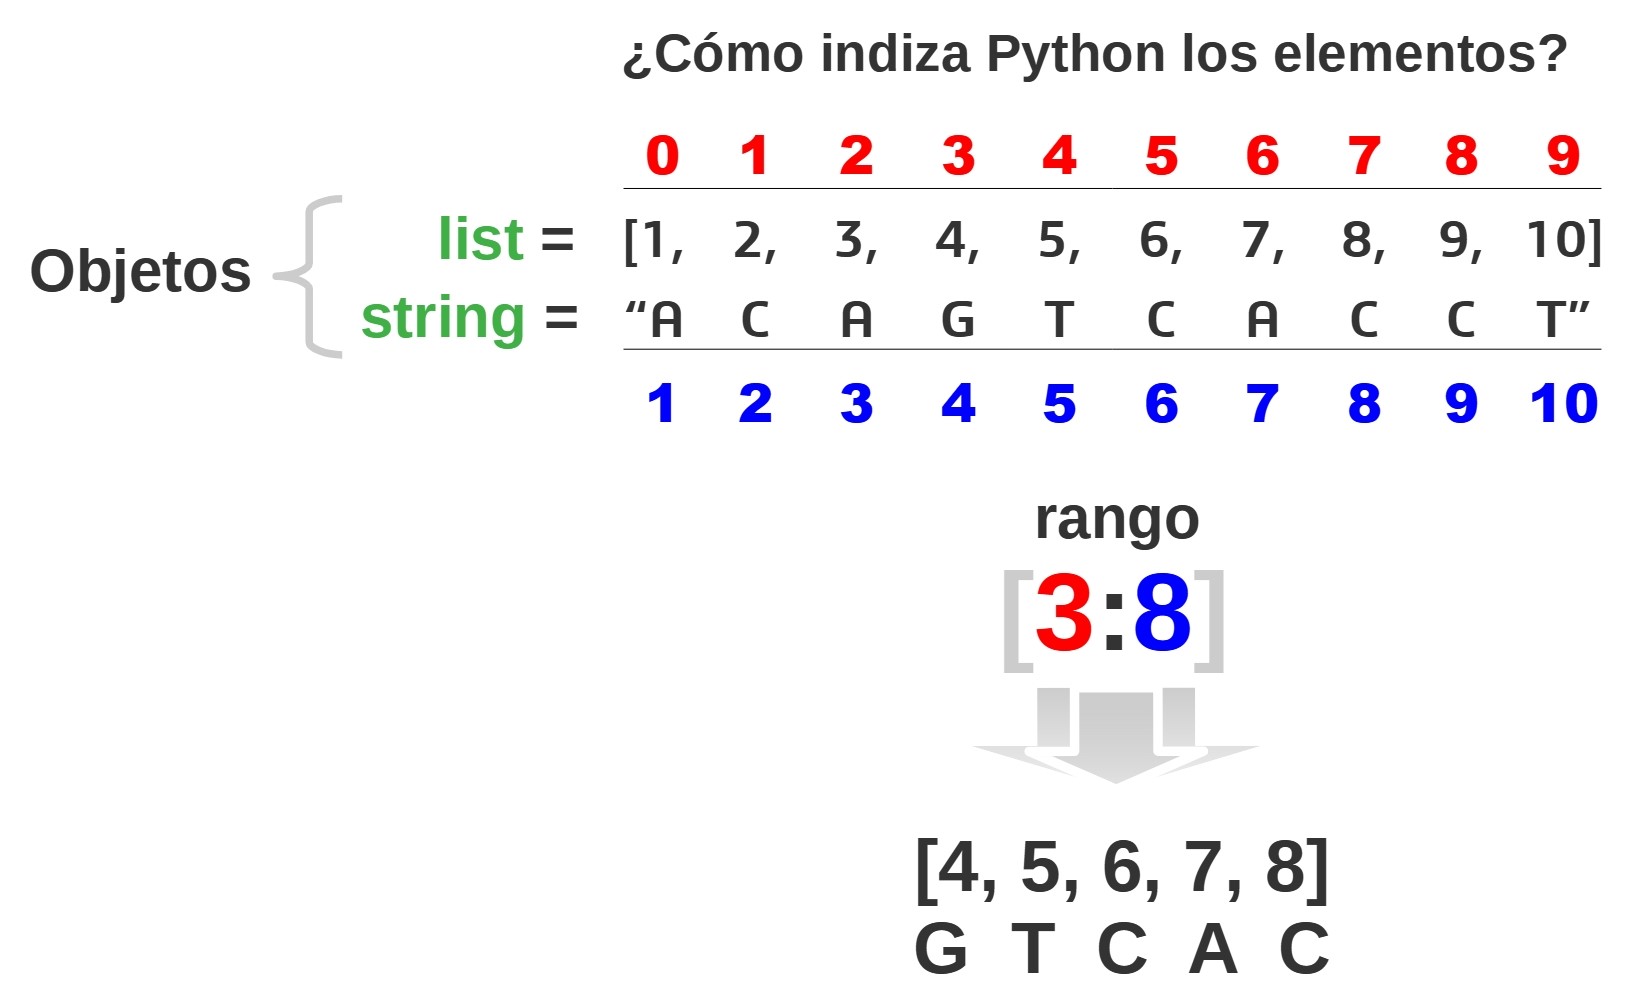 ¿Cómo indiza Python los elementos?
0 1 2 3 4 5 6 7 8 9
Objetos
list = [1, 2, 3, 4, 5, 6, 7, 8, 9, 10]
string = “A C A G T C A C C T”
1 2 3 4 5 6 7 8 9 10
rango
[3:8]
[4, 5, 6, 7, 8]
G T C A C